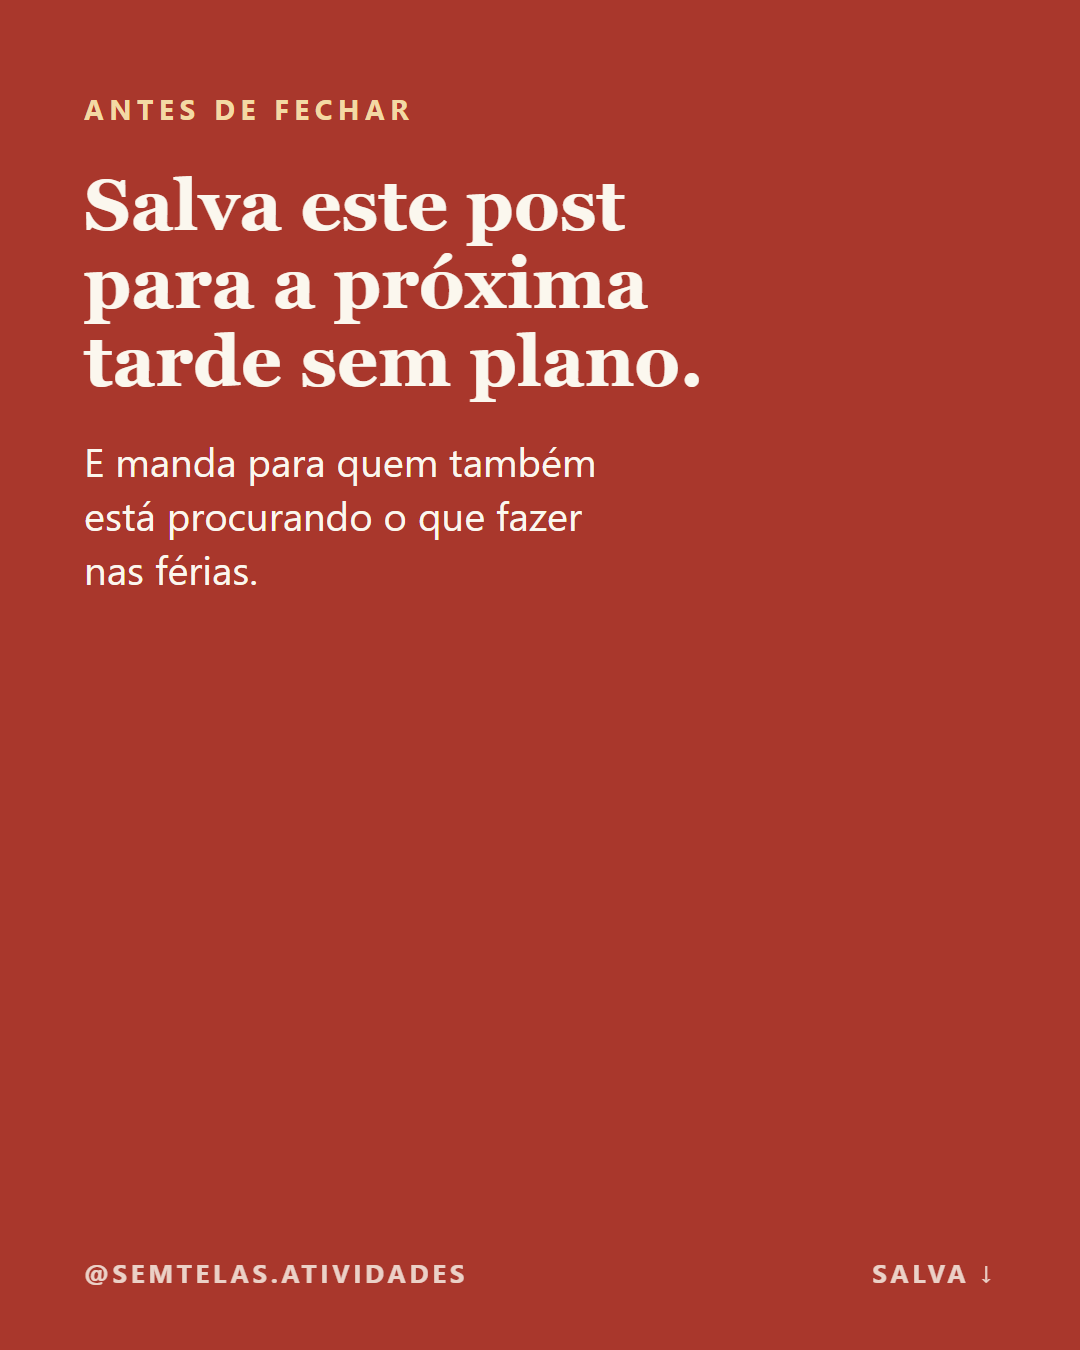 ANTES DE FECHAR
Salva este post
para a próxima
tarde sem plano.
E manda para quem também
está procurando o que fazer
nas férias.
@SEMTELAS.ATIVIDADES
SALVA ↓